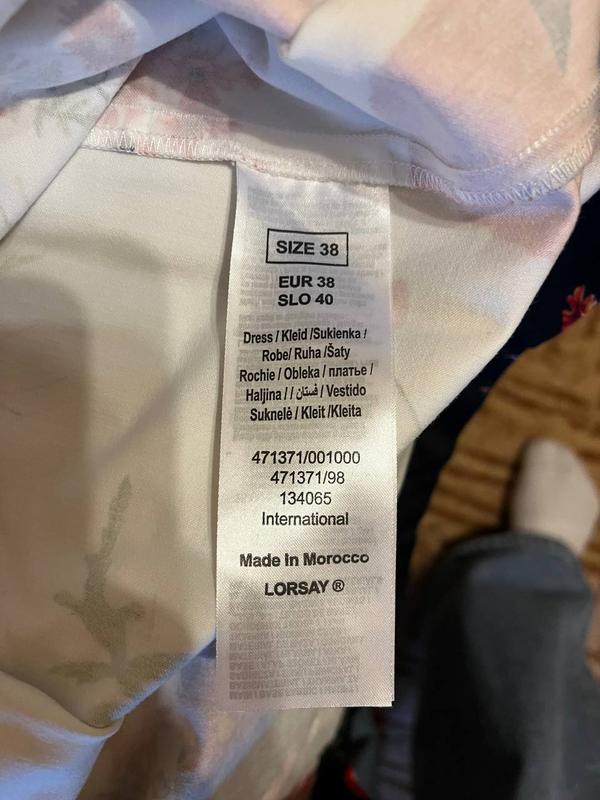 SIZE 38
EUR 38
SLO 40
Dress / Kleid /Sukienka /
Robe/ Ruha /Šaty
Rochie / Obleka / платье /
Haljina / / فستان / Vestido
Suknelė / Kleit /Kleita
471371/001000
471371/98
134065
International
Made In Morocco
LORSAY ®